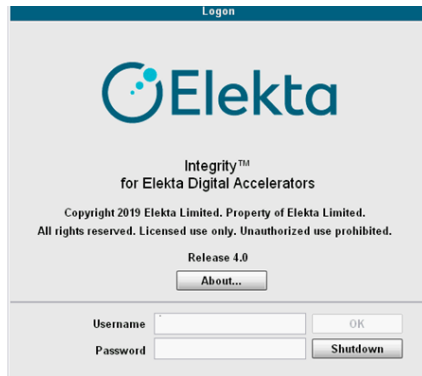 Logon
Elekta
Integrity™
for Elekta Digital Accelerators
Copyright 2019 Elekta Limited. Property of Elekta Limited.
All rights reserved. Licensed use only. Unauthorized use prohibited.
Release 4.0
About...
Username
OK
Password
Shutdown